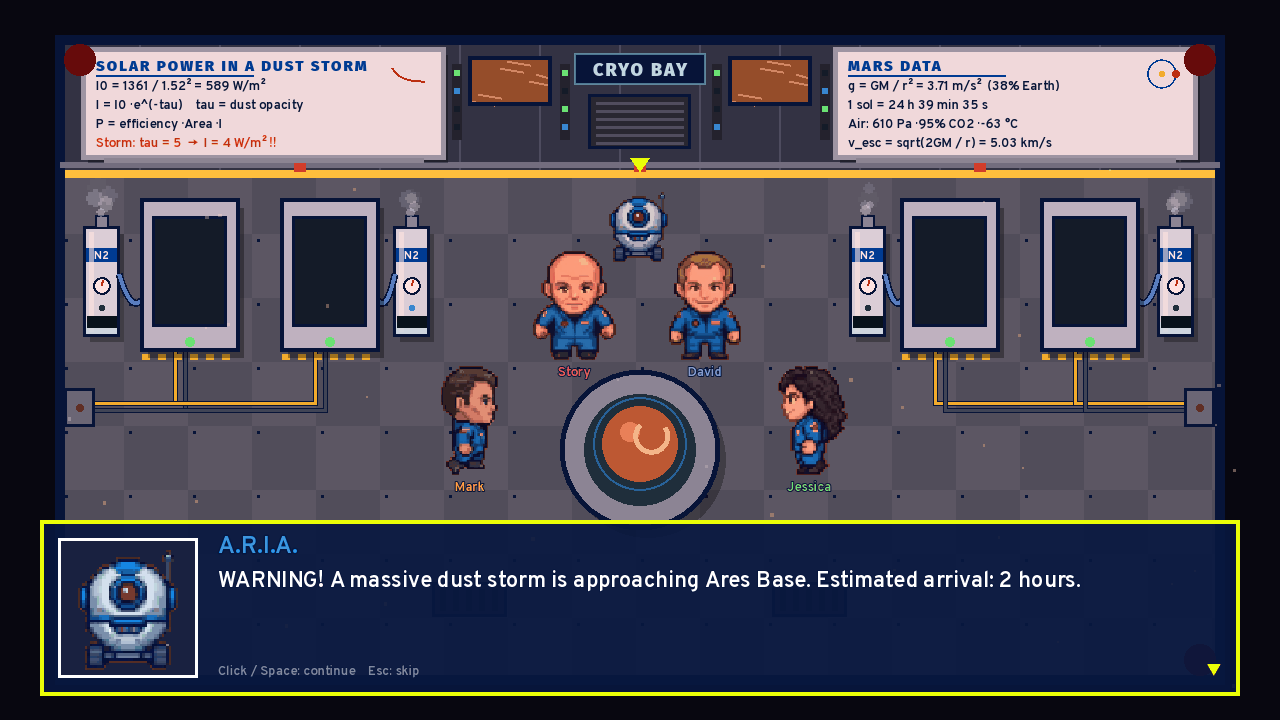 SOLAR POWER IN A DUST STORM
I0 = 1361 / 1.52² = 589 W/m²
I = I0 ·e^(-tau)   tau = dust opacity
P = efficiency ·Area ·I
Storm: tau = 5 → I = 4 W/m² !!
CRYO BAY
MARS DATA
g = GM / r² = 3.71 m/s² (38% Earth)
1 sol = 24 h 39 min 35 s
Air: 610 Pa ·95% CO2 ·-63 °C
v_esc = sqrt(2GM / r) = 5.03 km/s
N2
N2
N2
N2
Story
David
Mark
Jessica
A.R.I.A.
WARNING! A massive dust storm is approaching Ares Base. Estimated arrival: 2 hours.
Click / Space: continue   Esc: skip